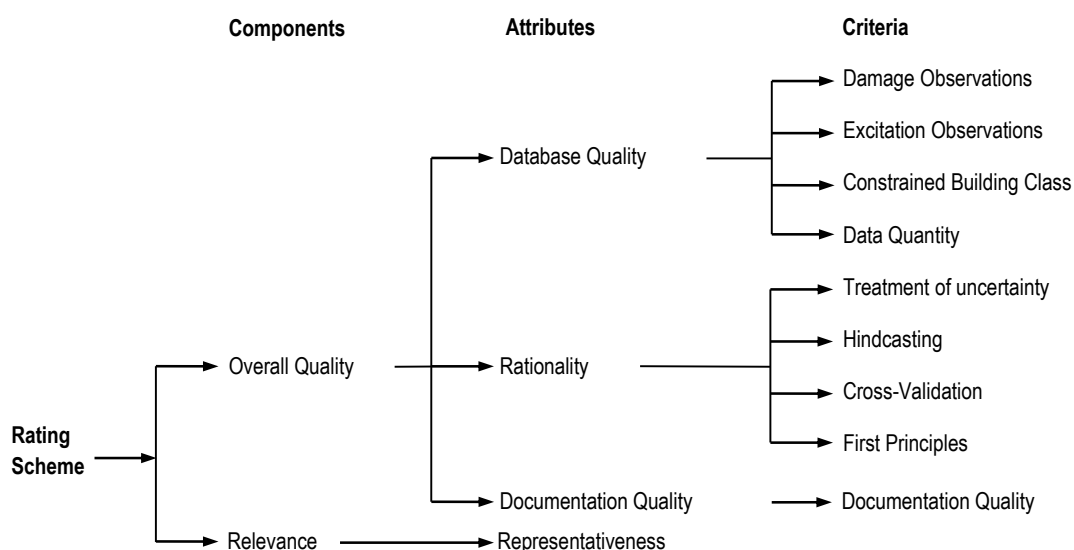 Components
Attributes
Criteria
Damage Observations
Excitation Observations
Database Quality
Constrained Building Class
Data Quantity
Treatment of uncertainty
Hindcasting
Overall Quality
Rationality
Cross-Validation
Rating
Scheme
First Principles
Documentation Quality
Documentation Quality
Relevance
Representativeness